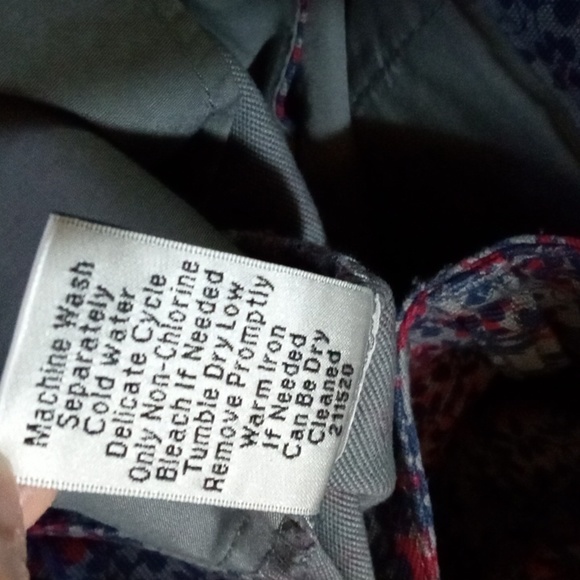 Machine Wash
Separately
Cold Water
Delicate Cycle
Only Non-Chlorine
Bleach If Needed
Tumble Dry Low
Remove Promptly
Warm Iron
If Needed
Can Be Dry
Cleaned
211520